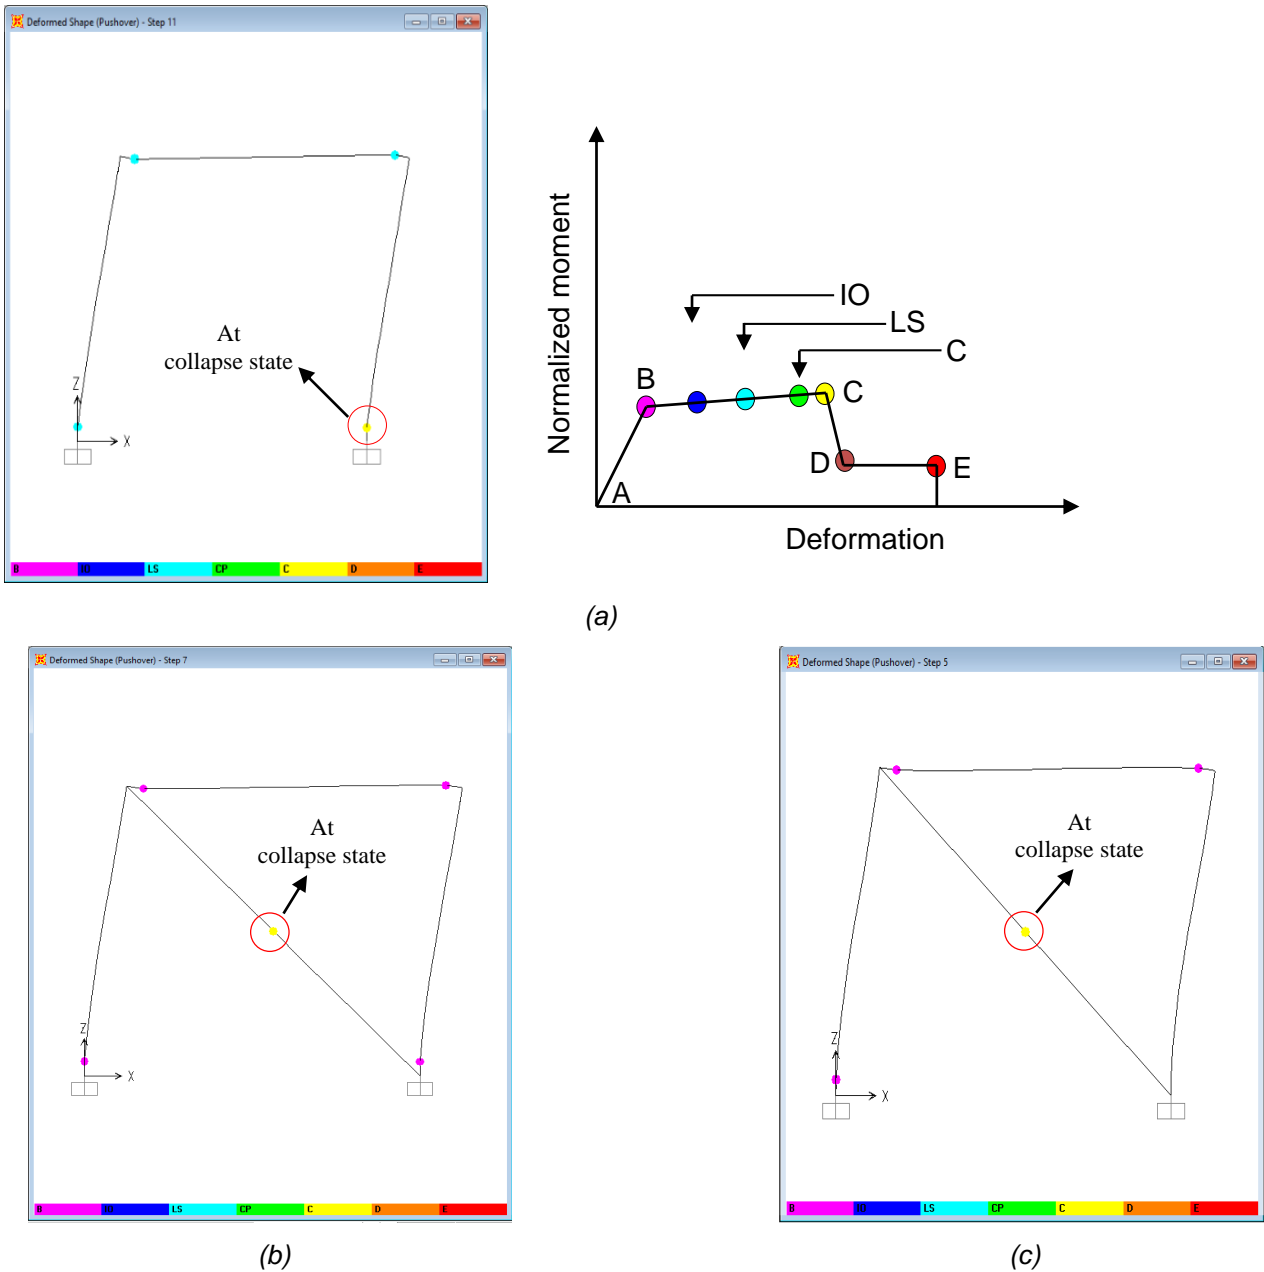 Deformed Shape (Pushover) - Step 11
At
collapse state
Z
X
B IO LS CP C D E
Normalized moment
IO
LS
C
B
C
D
E
A
Deformation
(a)
Deformed Shape (Pushover) - Step 7
At
collapse state
Z
X
B IO LS CP C D E
(b)
Deformed Shape (Pushover) - Step 5
At
collapse state
Z
X
B IO LS CP C D E
(c)